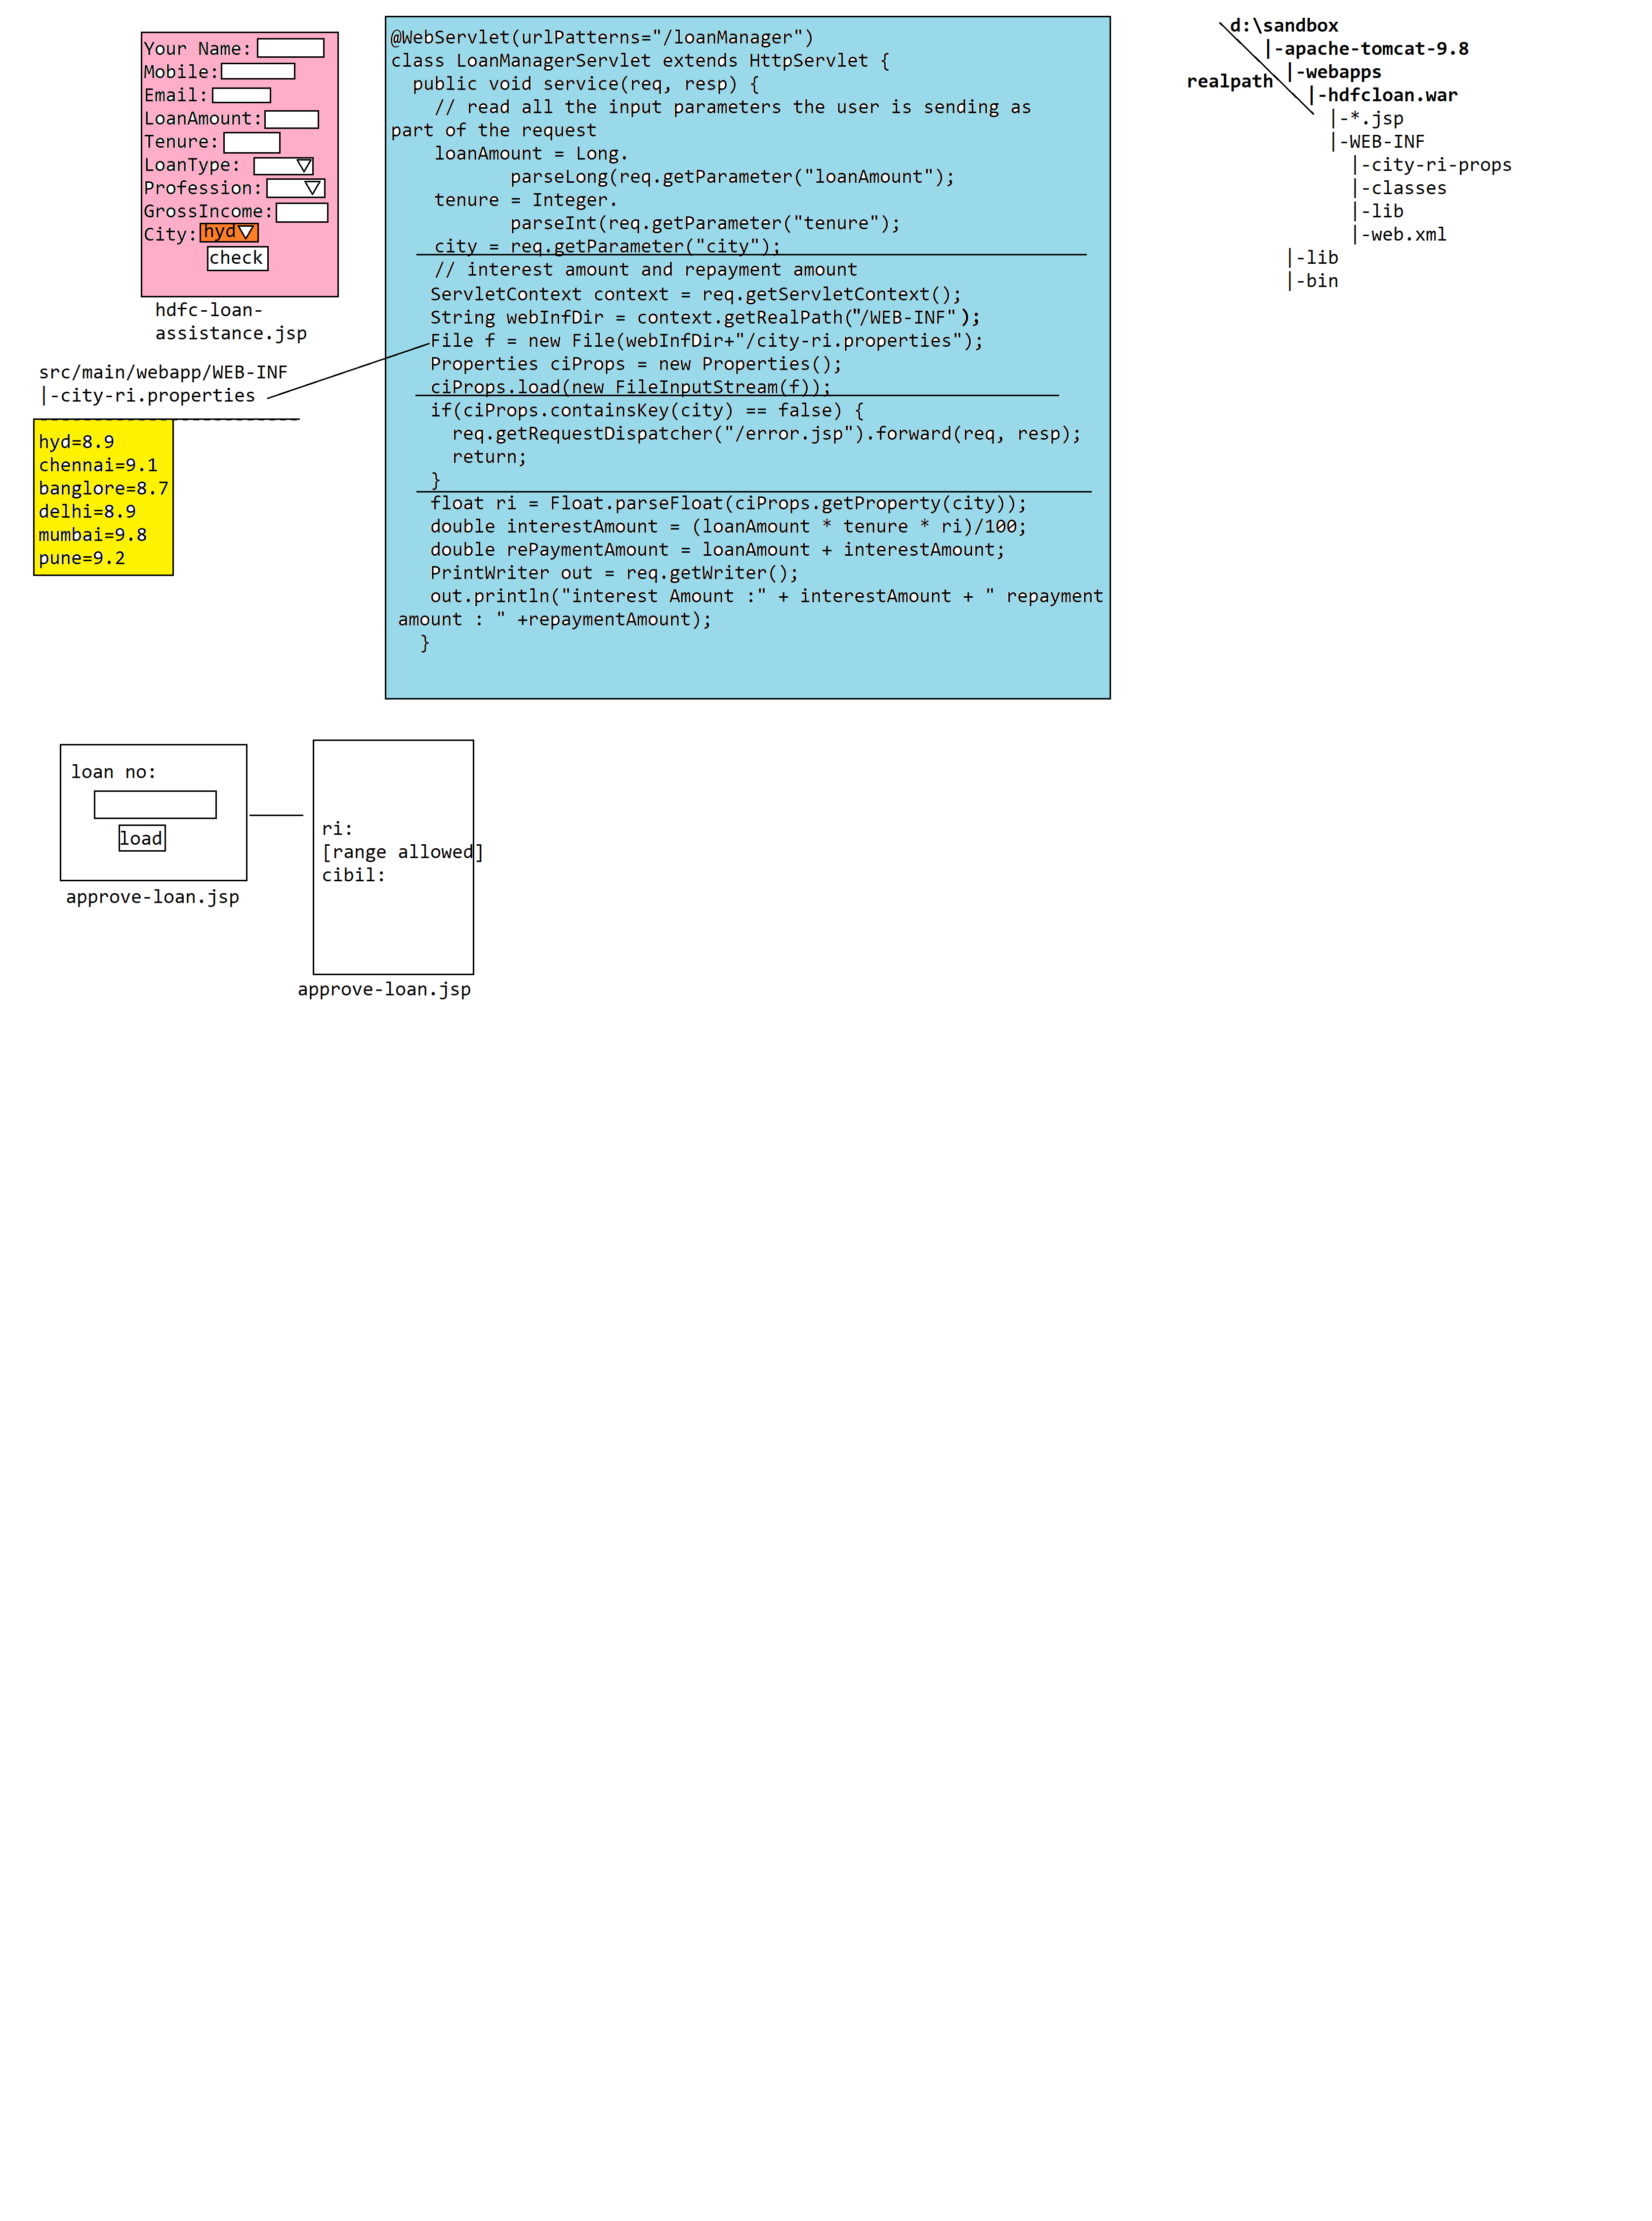 Your Name:
Mobile:
Email:
LoanAmount:
Tenure:
LoanType:
Profession:
GrossIncome:
City: hyd
check
hdfc-loan-
assistance.jsp
src/main/webapp/WEB-INF
|-city-ri.properties
hyd=8.9
chennai=9.1
banglore=8.7
delhi=8.9
mumbai=9.8
pune=9.2
@WebServlet(urlPatterns="/loanManager")
class LoanManagerServlet extends HttpServlet {
public void service(req, resp) {
// read all the input parameters the user is sending as
part of the request
loanAmount = Long.
parseLong(req.getParameter("loanAmount");
tenure = Integer.
parseInt(req.getParameter("tenure");
city = req.getParameter("city");
// interest amount and repayment amount
ServletContext context = req.getServletContext();
String webInfDir = context.getRealPath("/WEB-INF");
File f = new File(webInfDir+"/city-ri.properties");
Properties ciProps = new Properties();
ciProps.load(new FileInputStream(f));
if(ciProps.containsKey(city) == false) {
req.getRequestDispatcher("/error.jsp").forward(req, resp);
return;
}
float ri = Float.parseFloat(ciProps.getProperty(city));
double interestAmount = (loanAmount * tenure * ri)/100;
double rePaymentAmount = loanAmount + interestAmount;
PrintWriter out = req.getWriter();
out.println("interest Amount :" + interestAmount + " repayment
amount : " +repaymentAmount);
}
d:\sandbox
|-apache-tomcat-9.8
|-webapps
realpath
|-hdfcloan.war
|-*.jsp
|-WEB-INF
|-city-ri-props
|-classes
|-lib
|-web.xml
|-lib
|-bin
loan no:
load
approve-loan.jsp
ri:
[range allowed]
cibil:
approve-loan.jsp